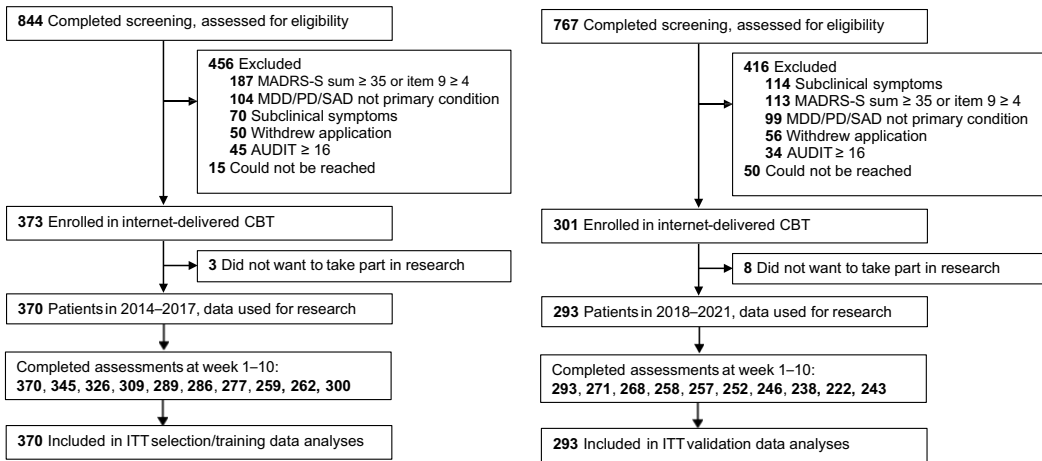 844 Completed screening, assessed for eligibility
456 Excluded
187 MADRS-S sum ≥ 35 or item 9 ≥ 4
104 MDD/PD/SAD not primary condition
70 Subclinical symptoms
50 Withdrew application
45 AUDIT ≥ 16
15 Could not be reached
373 Enrolled in internet-delivered CBT
3 Did not want to take part in research
370 Patients in 2014–2017, data used for research
Completed assessments at week 1–10:
370, 345, 326, 309, 289, 286, 277, 259, 262, 300
370 Included in ITT selection/training data analyses
767 Completed screening, assessed for eligibility
416 Excluded
114 Subclinical symptoms
113 MADRS-S sum ≥ 35 or item 9 ≥ 4
99 MDD/PD/SAD not primary condition
56 Withdrew application
34 AUDIT ≥ 16
50 Could not be reached
301 Enrolled in internet-delivered CBT
8 Did not want to take part in research
293 Patients in 2018–2021, data used for research
Completed assessments at week 1–10:
293, 271, 268, 258, 257, 252, 246, 238, 222, 243
293 Included in ITT validation data analyses